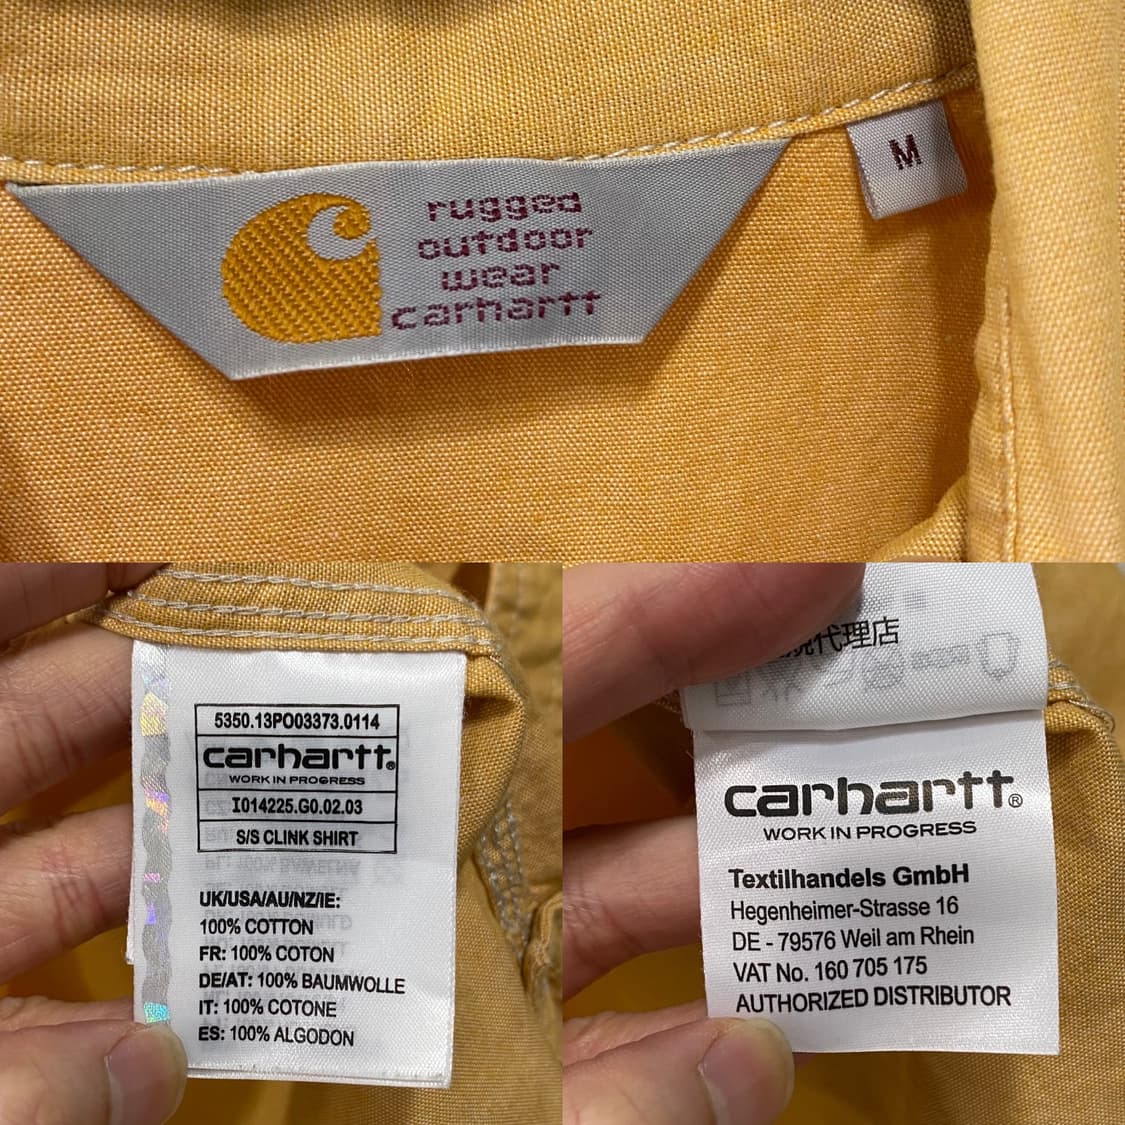 rugged
outdoor
wear
carhartt
M
5350.13PO03373.0114
carhartt®
WORK IN PROGRESS
I014225.G0.02.03
S/S CLINK SHIRT
UK/USA/AU/NZ/IE:
100% COTTON
FR: 100% COTON
DE/AT: 100% BAUMWOLLE
IT: 100% COTONE
ES: 100% ALGODON
代理店
carhartt®
WORK IN PROGRESS
Textilhandels GmbH
Hegenheimer-Strasse 16
DE - 79576 Weil am Rhein
VAT No. 160 705 175
AUTHORIZED DISTRIBUTOR